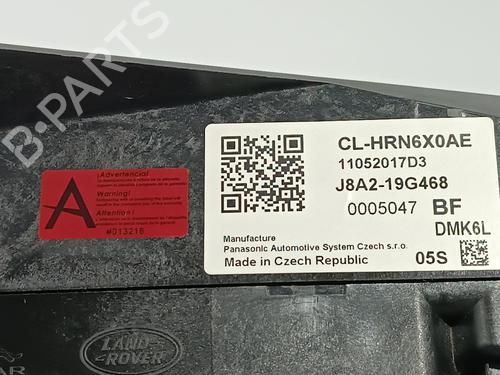 B-PARTS
CL-HRN6X0AE
11052017D3
J8A2-19G468
0005047 BF
DMK6L
Manufacture
Panasonic Automotive System Czech s.r.o.
Made in Czech Republic 05S
A
¡Advertencia!
Warning!
Attention!
#013216
LAND-
ROVER